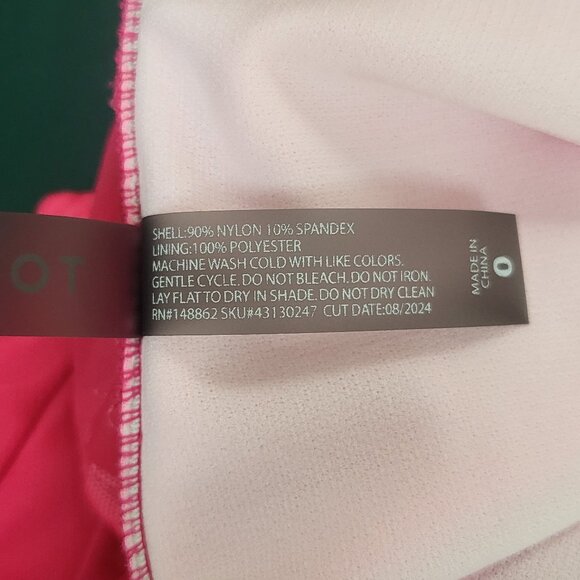 OT
SHELL:90% NYLON 10% SPANDEX
LINING:100% POLYESTER
MACHINE WASH COLD WITH LIKE COLORS.
GENTLE CYCLE. DO NOT BLEACH. DO NOT IRON.
LAY FLAT TO DRY IN SHADE. DO NOT DRY CLEAN
RN#148862 SKU#43130247 CUT DATE:08/2024
MADE IN
CHINA
0